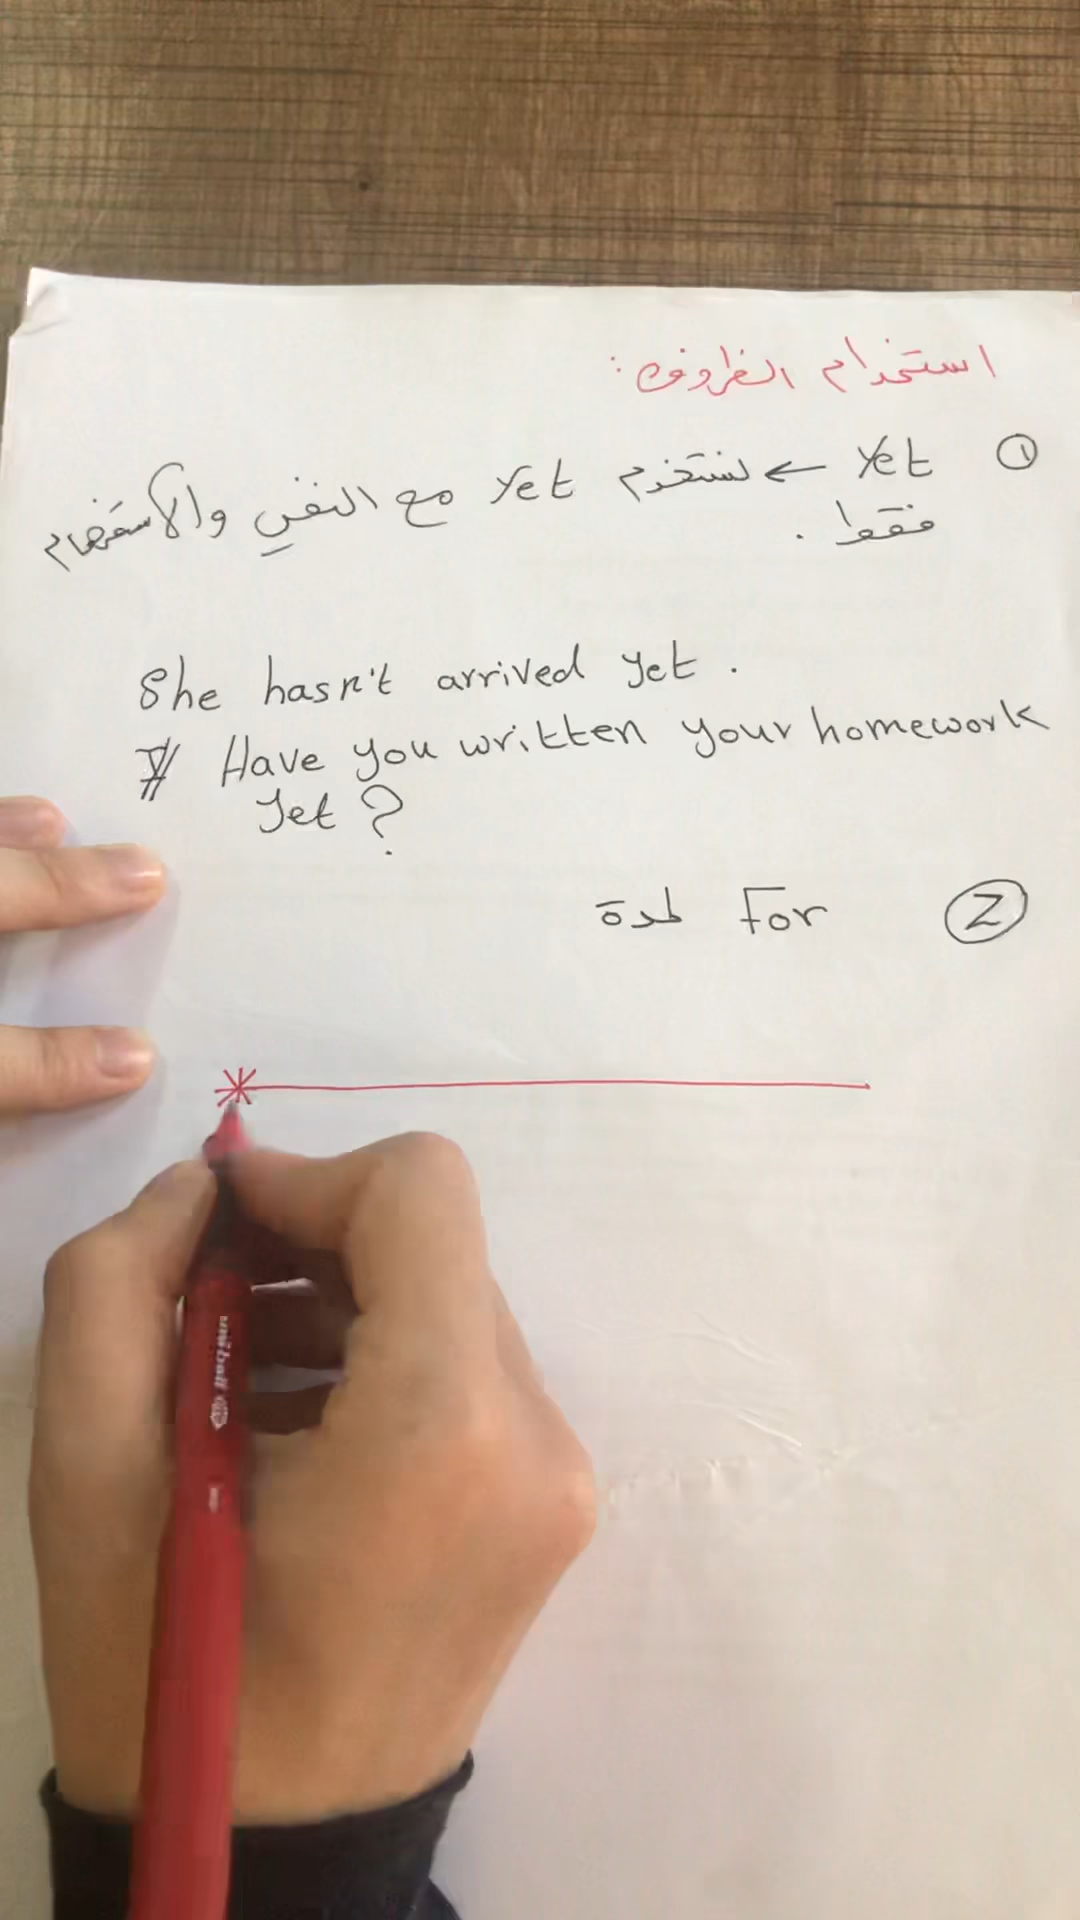 استخدام الظروف:
① Yet ← نستخدم Yet مع النفي والاستفهام
فقط .
She hasn't arrived yet .
Have you written your homework
Yet ?
② For لمدة
uniball